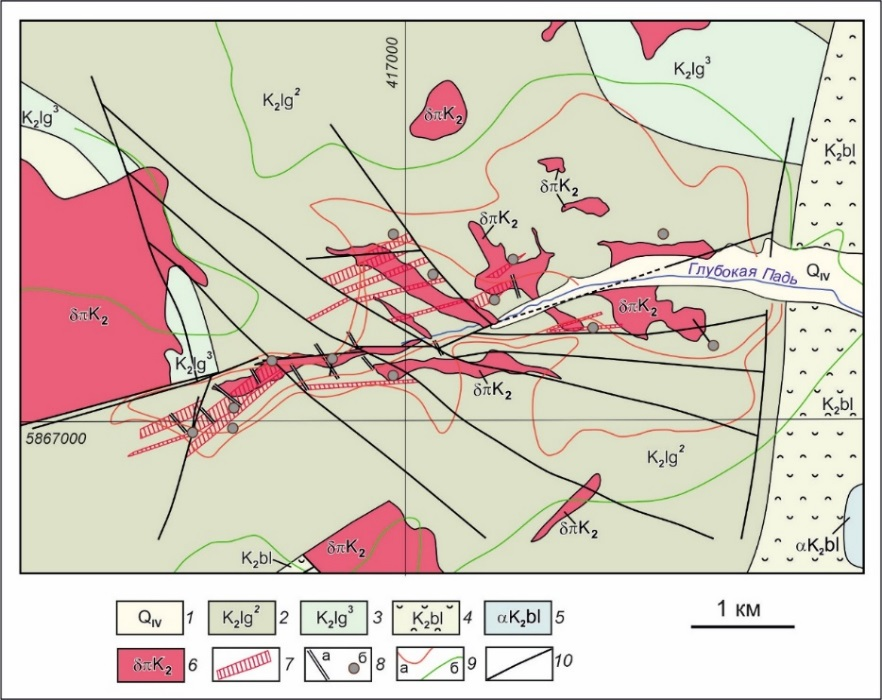 417000
K₂lg³
K₂lg²
δπK₂
K₂lg³
K₂bl
δπK₂
δπK₂
Q_IV
Глубокая Падь
δπK₂
δπK₂
K₂lg³
δπK₂
K₂bl
5867000
K₂lg²
δπK₂
K₂bl
δπK₂
αK₂bl
Q_IV 1 K₂lg² 2 K₂lg³ 3 K₂bl 4 αK₂bl 5
1 км
δπK₂ 6 7 а б 8 а б 9 10